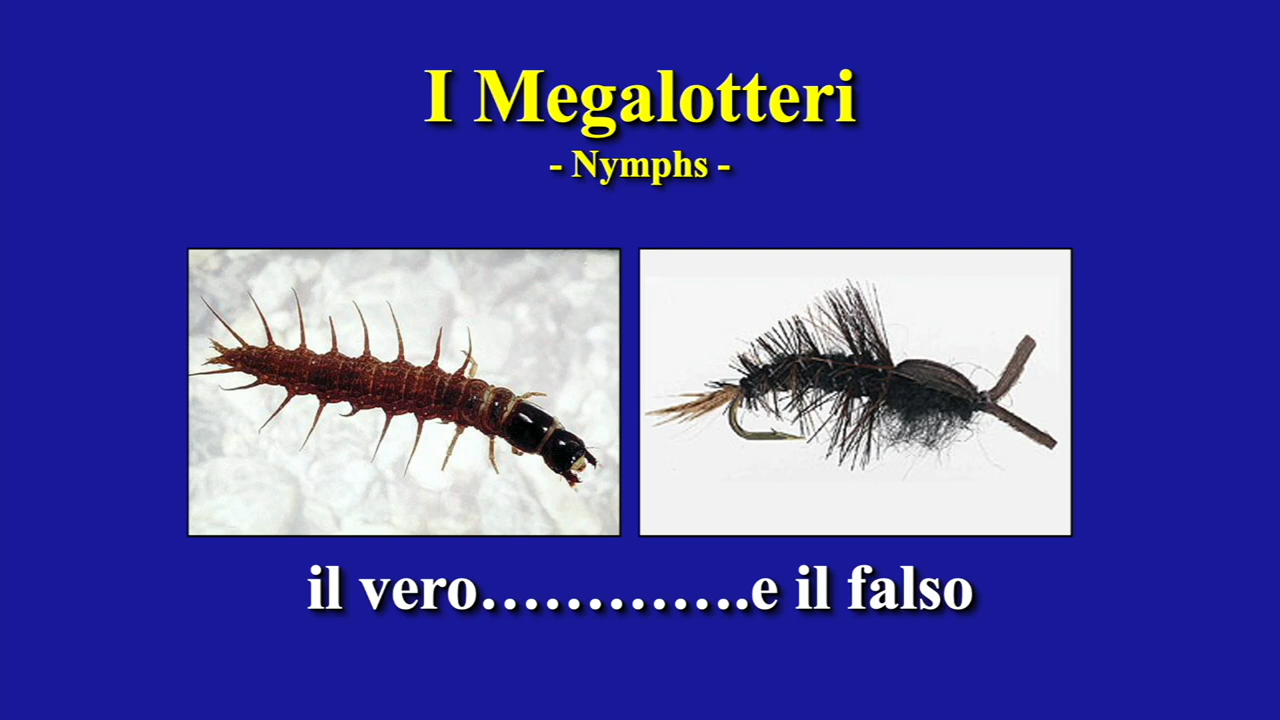 I Megalotteri
- Nymphs -
il vero………….e il falso